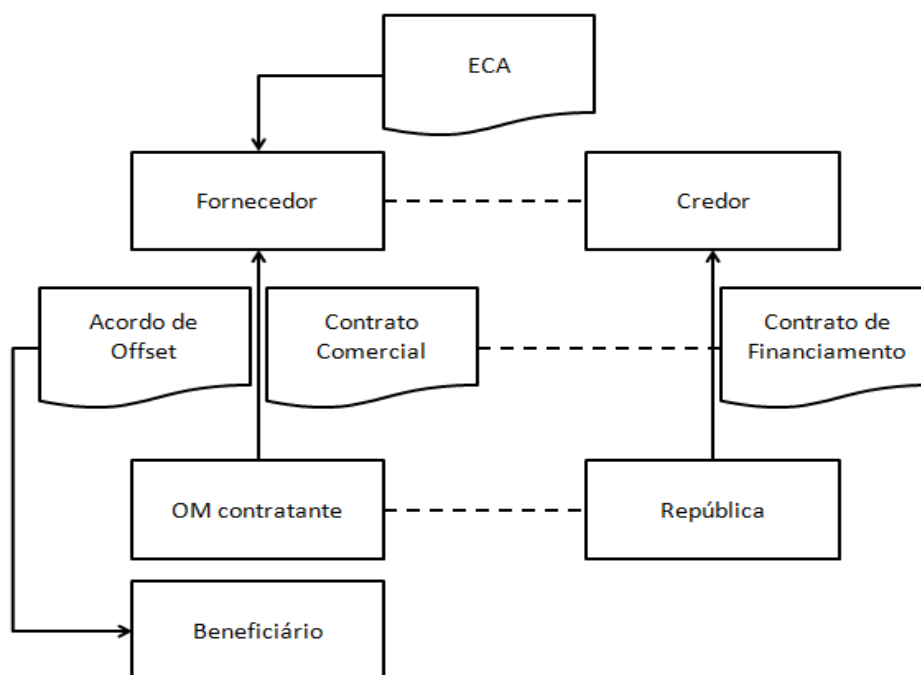 ECA
Fornecedor
Credor
Acordo de
Offset
Contrato
Comercial
Contrato de
Financiamento
OM contratante
República
Beneficiário